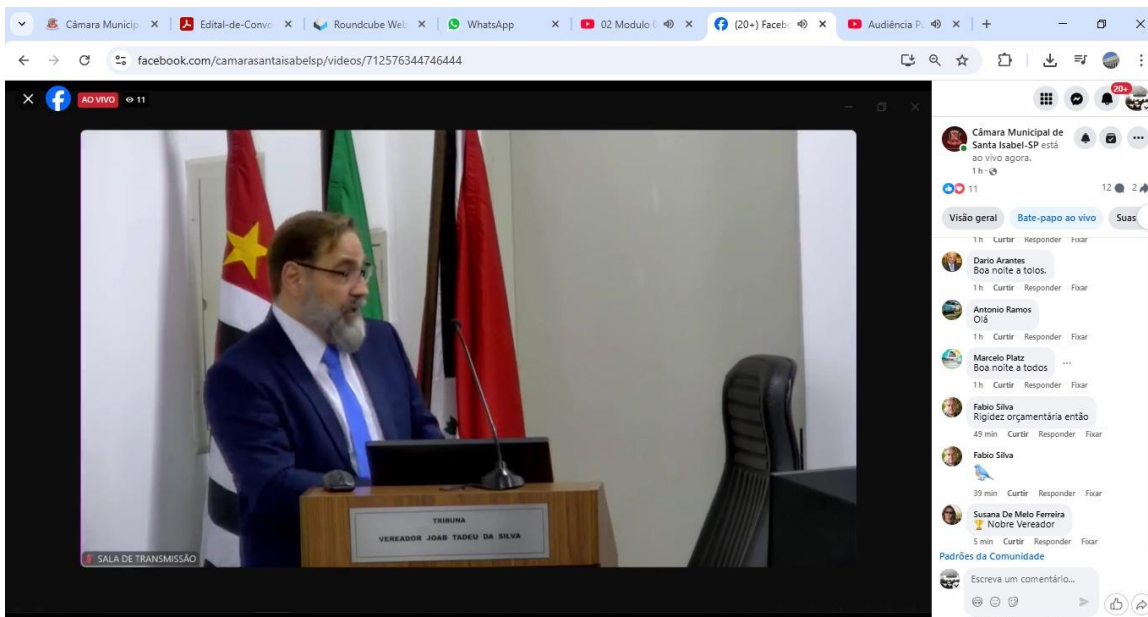 Câmara Municip
Edital-de-Convo
Roundcube Web
WhatsApp
02 Modulo 0
(20+) Facebo
Audiência Pú
facebook.com/camarasantaisabelsp/videos/712576344746444
AO VIVO 11
20+
Câmara Municipal de
Santa Isabel-SP está
ao vivo agora.
1 h
11
12
2
Visão geral
Bate-papo ao vivo
Suas
1 h Curtir Responder Fixar
Dario Arantes
Boa noite a tolos.
1 h Curtir Responder Fixar
Antonio Ramos
Olá
1 h Curtir Responder Fixar
Marcelo Platz
Boa noite a todos
1 h Curtir Responder Fixar
Fabio Silva
Rigidez orçamentária então
49 min Curtir Responder Fixar
Fabio Silva
39 min Curtir Responder Fixar
Susana De Melo Ferreira
🏆 Nobre Vereador
5 min Curtir Responder Fixar
Padrões da Comunidade
Escreva um comentário...
TRIBUNA
VEREADOR JOAB TADEU DA SILVA
SALA DE TRANSMISSÃO